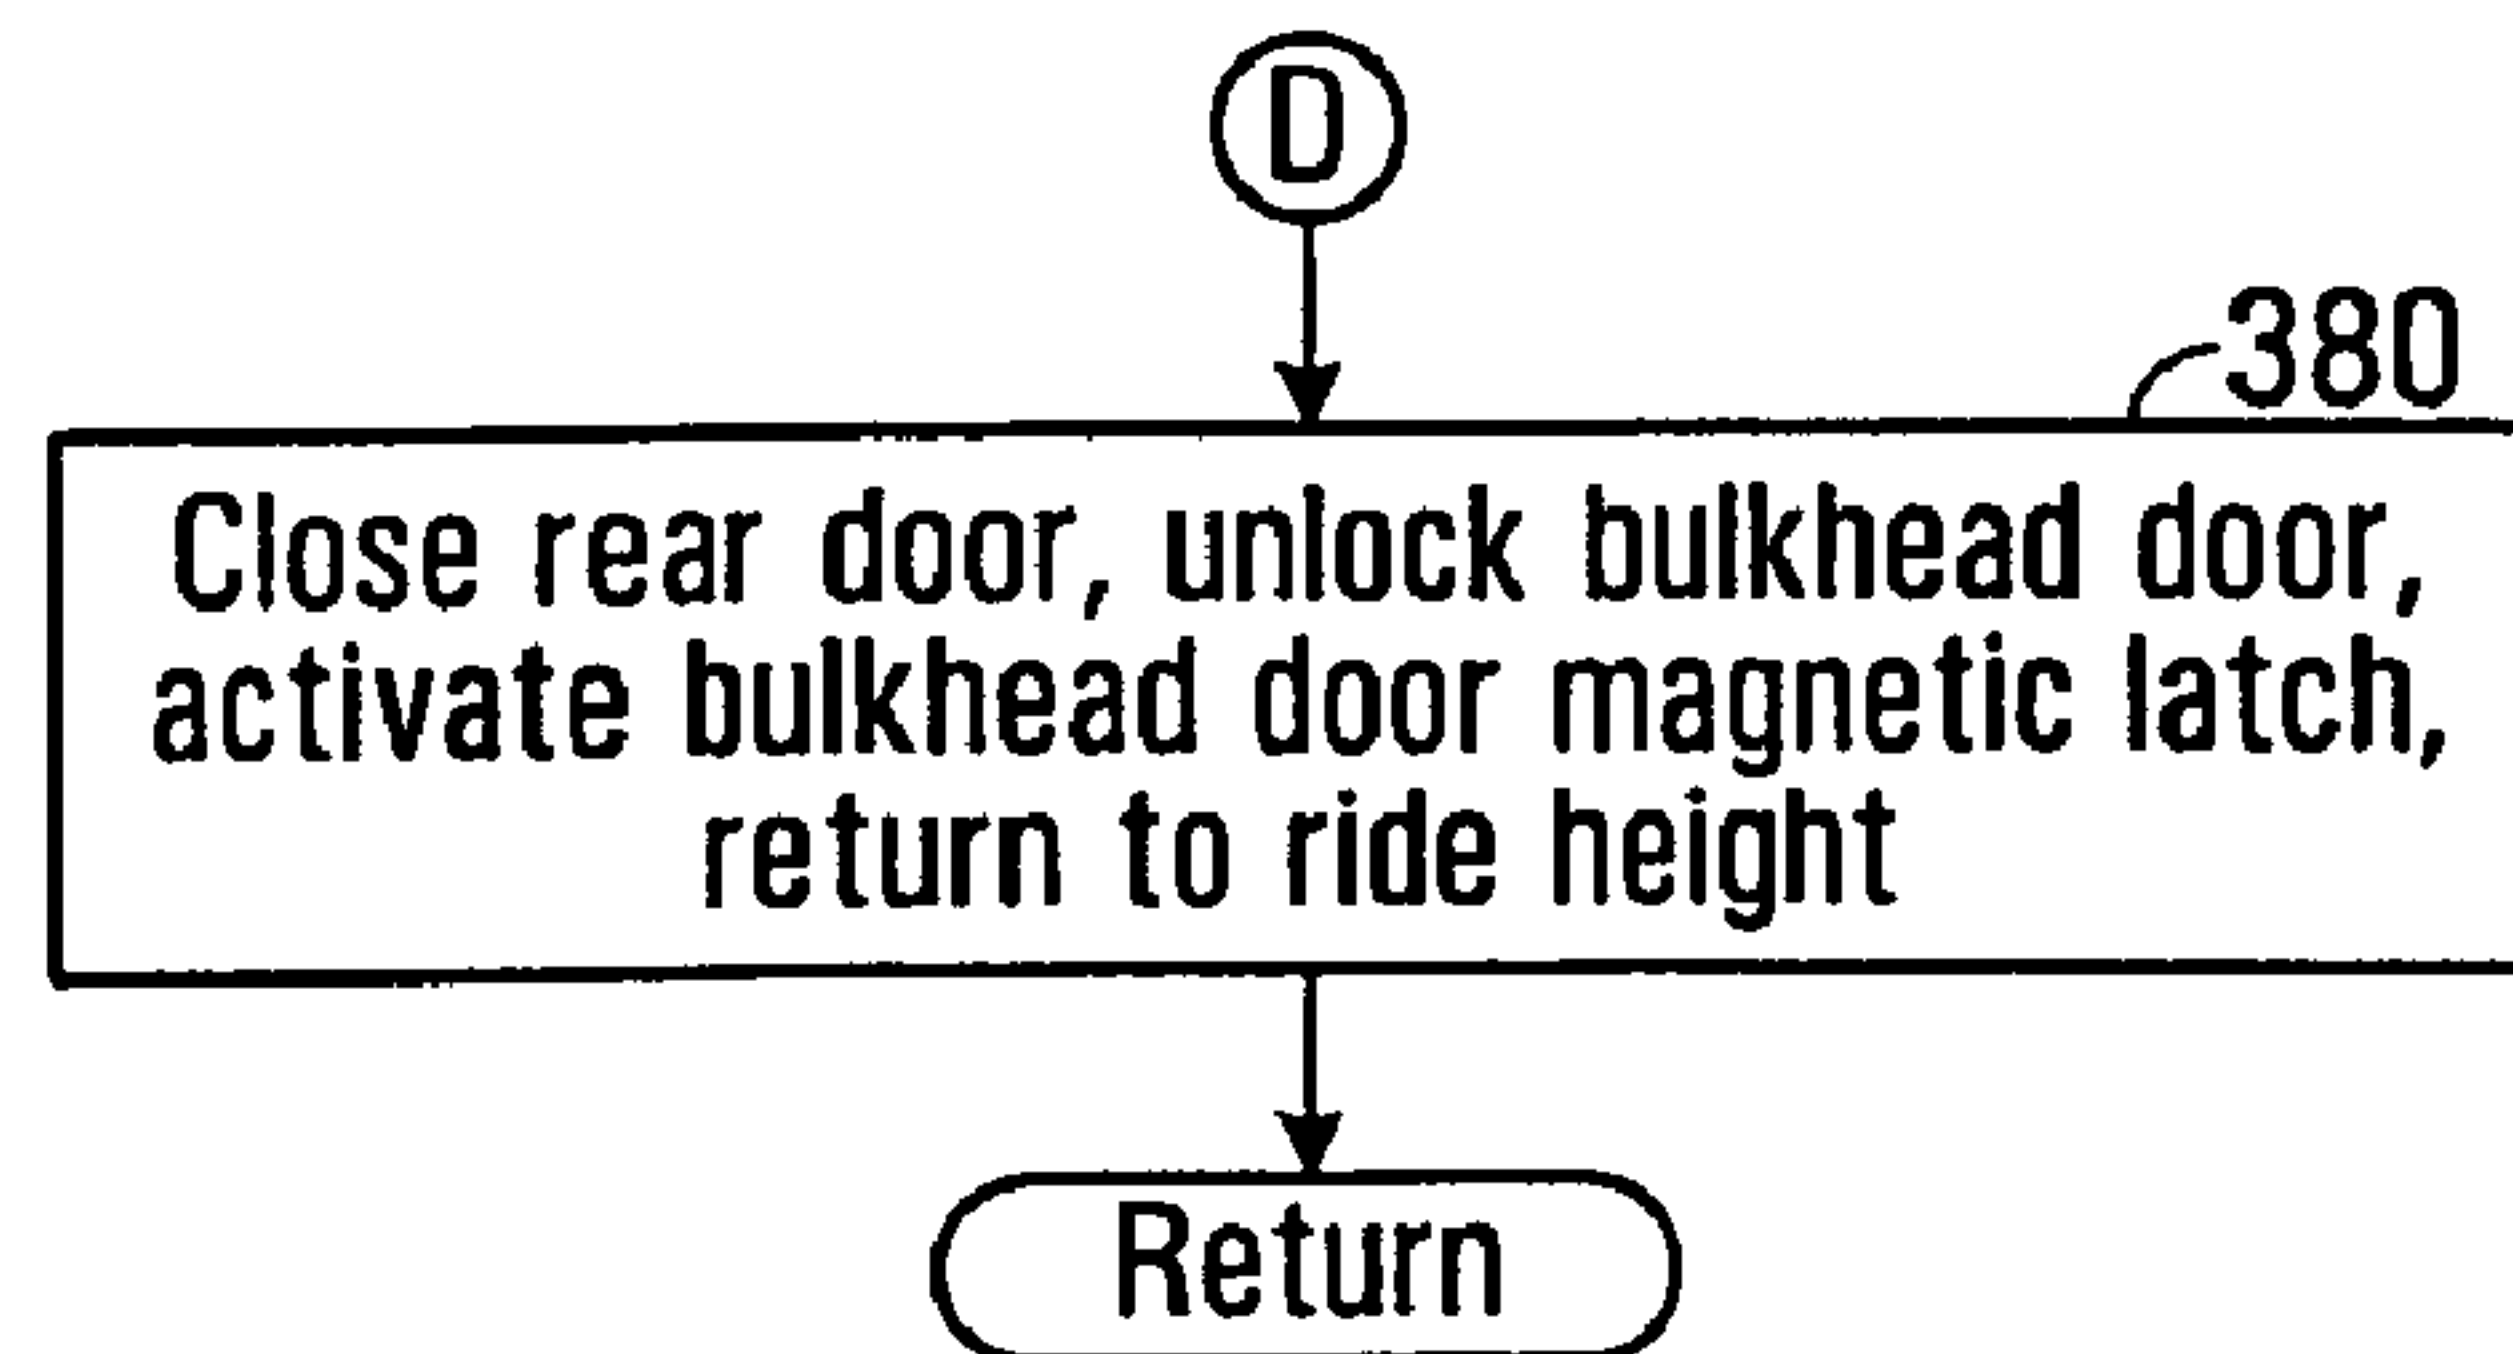 D
380
Close rear door, unlock bulkhead door,
activate bulkhead door magnetic latch,
return to ride height
Return